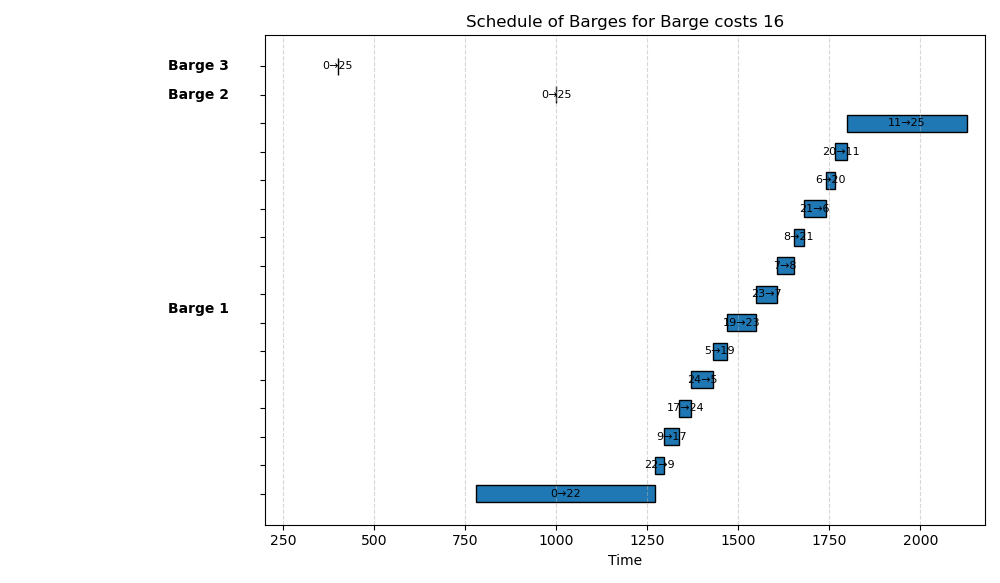 Schedule of Barges for Barge costs 16
Barge 3
0→25
Barge 2
0→25
11→25
20→11
6→20
21→6
8→21
7→8
23→7
Barge 1
19→23
5→19
24→5
17→24
9→17
22→9
0→22
250 500 750 1000 1250 1500 1750 2000
Time